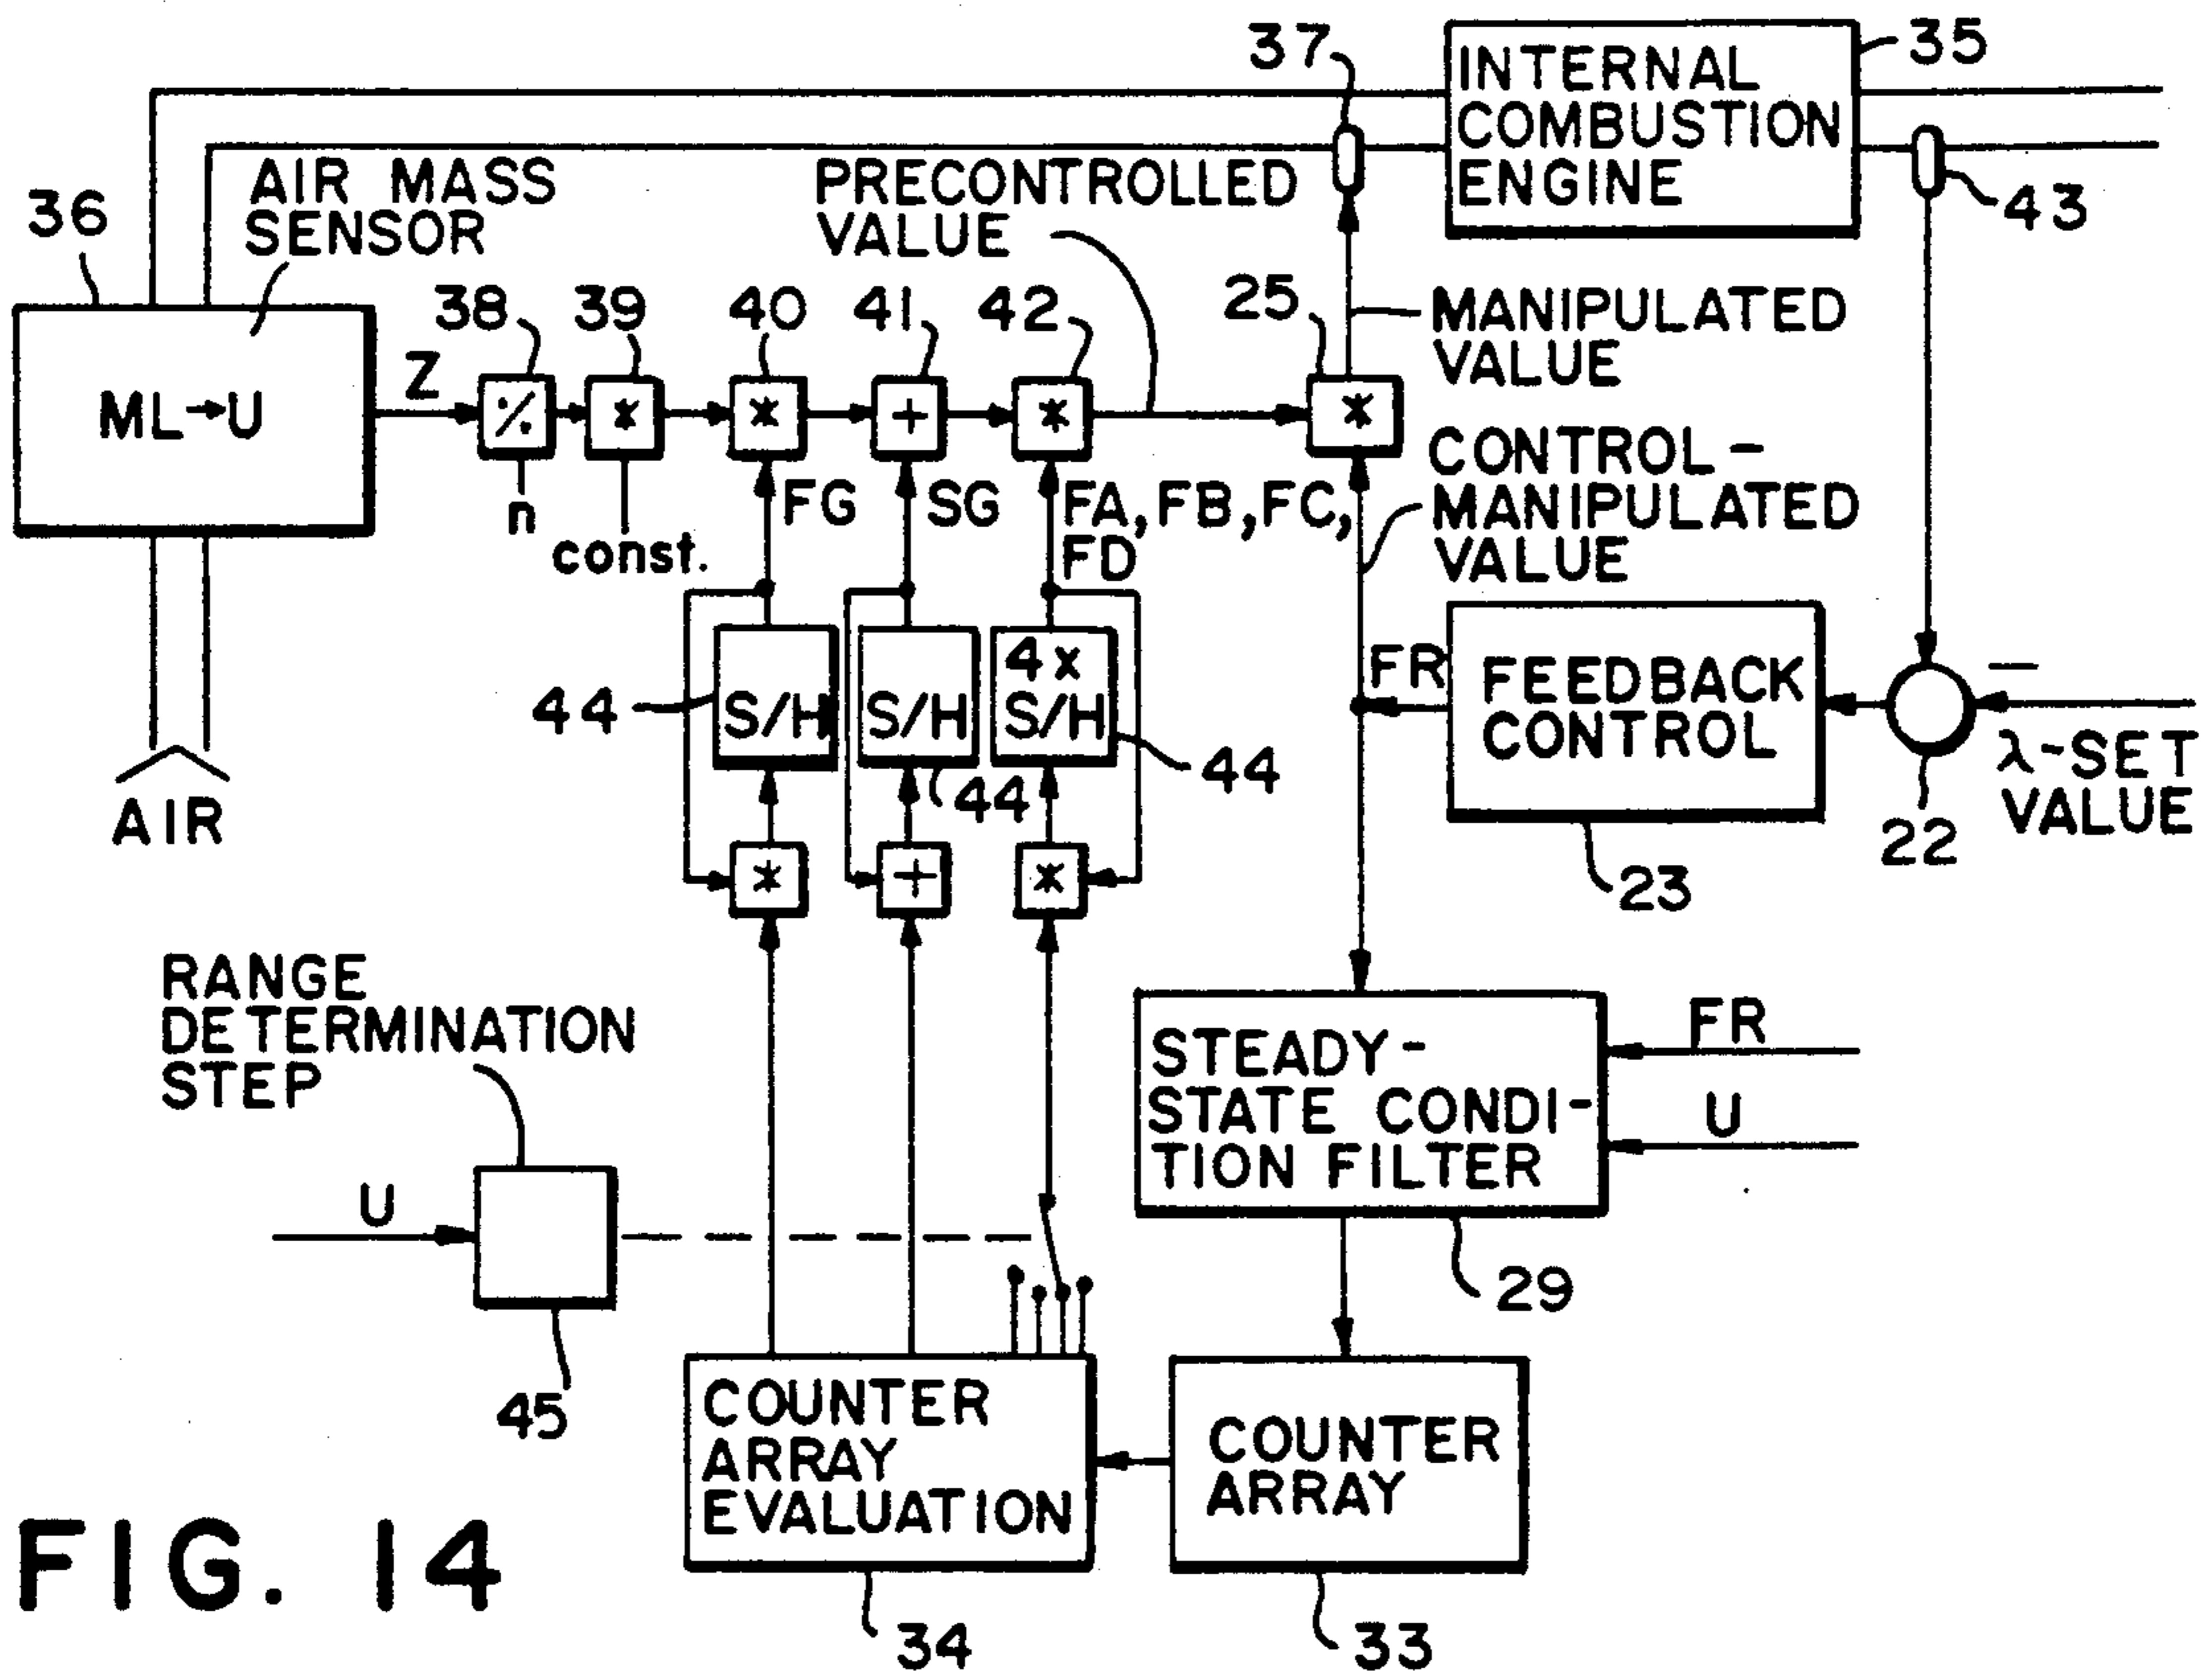 37
INTERNAL
COMBUSTION
ENGINE
35
36
AIR MASS
SENSOR
PRECONTROLLED
VALUE
43
38
39
40
41
42
25
MANIPULATED
VALUE
ML→U
Z
٪
*
*
+
*
*
n
const.
FG
SG
FA, FB, FC,
FD
CONTROL-
MANIPULATED
VALUE
AIR
44
S/H
S/H
4x
S/H
44
44
FR
FEEDBACK
CONTROL
—
λ-SET
VALUE
22
23
*
+
*
RANGE
DETERMINATION
STEP
STEADY-
STATE CONDI-
TION FILTER
FR
U
U
29
45
COUNTER
ARRAY
EVALUATION
COUNTER
ARRAY
34
33
FIG. 14